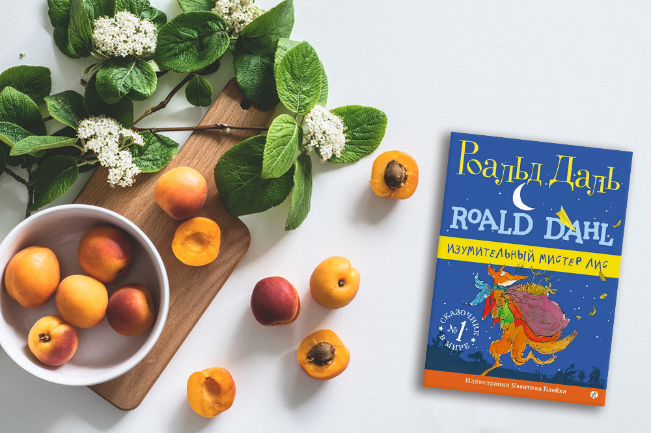 Роальд Даль
ROALD DAHL
ИЗУМИТЕЛЬНЫЙ МИСТЕР ЛИС
СКАЗОЧНИК
№1
В МИРЕ
Иллюстрации Квентина Блейка